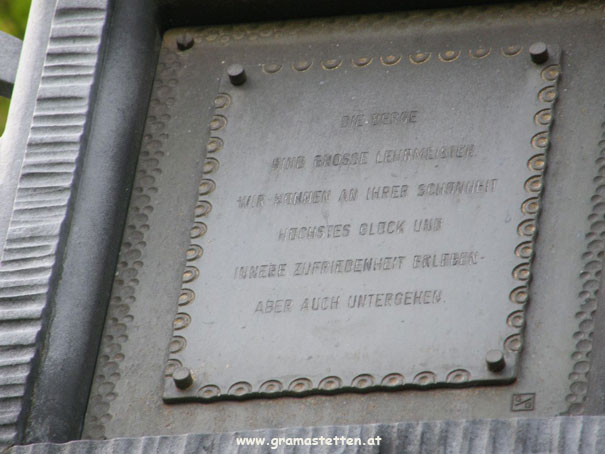 DIE BERGE
SIND GROSSE LEHRMEISTER.
WIR KÖNNEN AN IHRER SCHÖNHEIT
HÖCHSTES GLÜCK UND
INNERE ZUFRIEDENHEIT ERLEBEN-
ABER AUCH UNTERGEHEN.
www.gramastetten.at